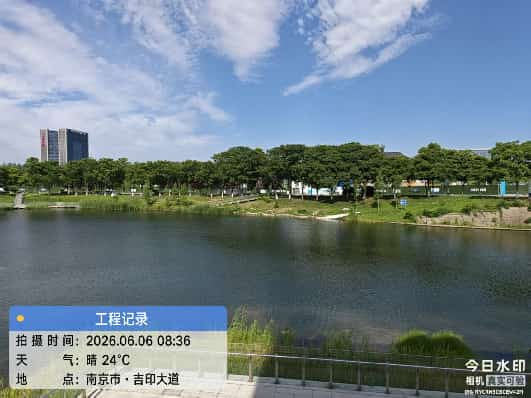 工程记录
拍摄时间：2026.06.06 08:36
天气：晴 24℃
地点：南京市·吉印大道
今日水印
相机 真实可验